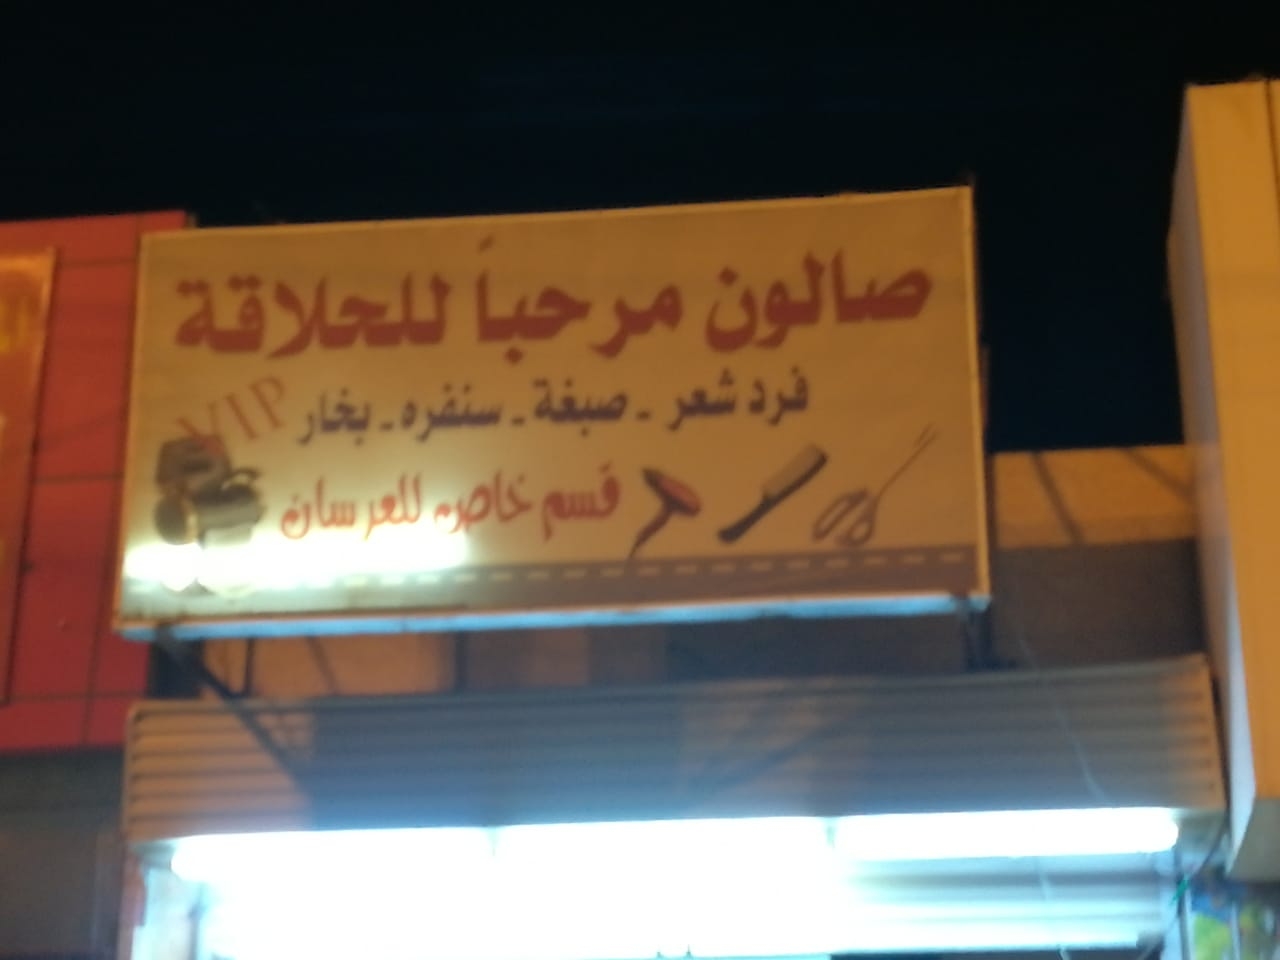 صالون مرحباً للحلاقة
فرد شعر - صبغة - سنفره - بخار
VIP
قسم خاص للعرسان